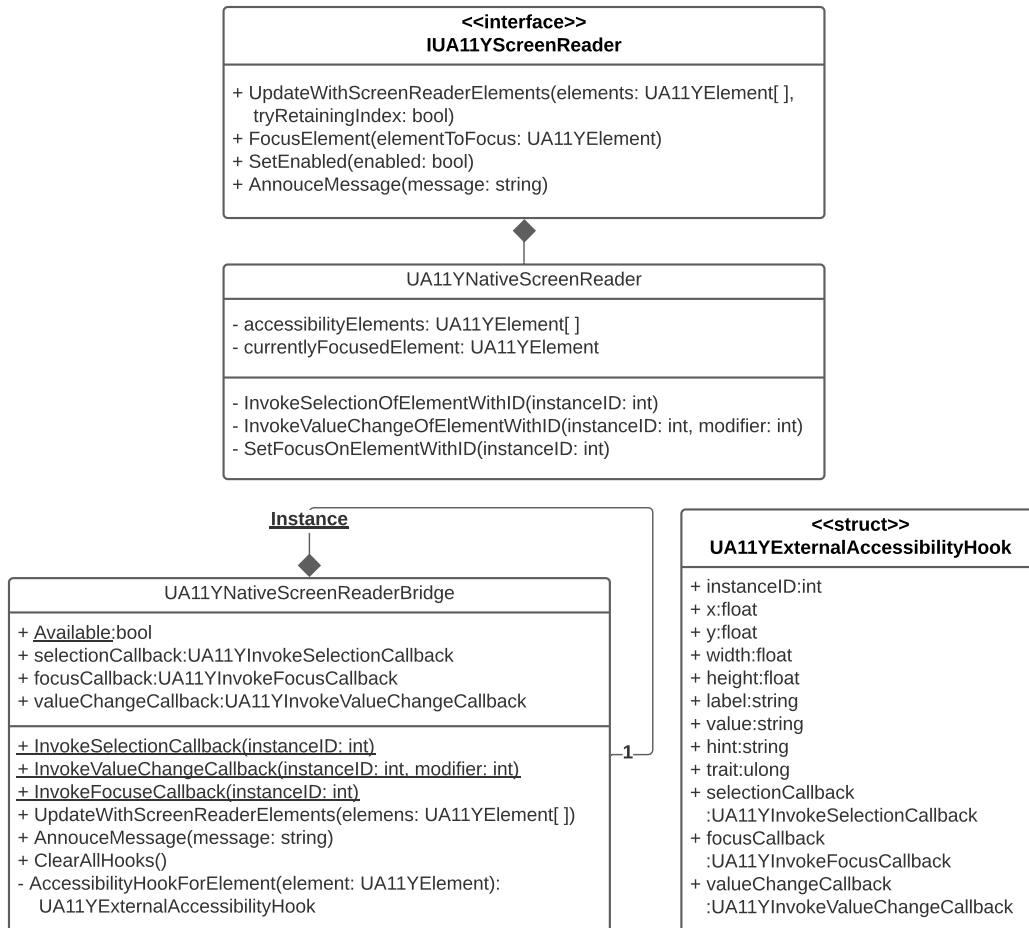 <<interface>>
IUA11YScreenReader
+ UpdateWithScreenReaderElements(elements: UA11YElement[ ],
tryRetainingIndex: bool)
+ FocusElement(elementToFocus: UA11YElement)
+ SetEnabled(enabled: bool)
+ AnnouceMessage(message: string)
UA11YNativeScreenReader
- accessibilityElements: UA11YElement[ ]
- currentlyFocusedElement: UA11YElement
- InvokeSelectionOfElementWithID(instanceID: int)
- InvokeValueChangeOfElementWithID(instanceID: int, modifier: int)
- SetFocusOnElementWithID(instanceID: int)
Instance
UA11YNativeScreenReaderBridge
+ Available:bool
+ selectionCallback:UA11YInvokeSelectionCallback
+ focusCallback:UA11YInvokeFocusCallback
+ valueChangeCallback:UA11YInvokeValueChangeCallback
+ InvokeSelectionCallback(instanceID: int)
+ InvokeValueChangeCallback(instanceID: int, modifier: int)
+ InvokeFocuseCallback(instanceID: int)
+ UpdateWithScreenReaderElements(elemens: UA11YElement[ ])
+ AnnouceMessage(message: string)
+ ClearAllHooks()
- AccessibilityHookForElement(element: UA11YElement):
UA11YExternalAccessibilityHook
1
<<struct>>
UA11YExternalAccessibilityHook
+ instanceID:int
+ x:float
+ y:float
+ width:float
+ height:float
+ label:string
+ value:string
+ hint:string
+ trait:ulong
+ selectionCallback
:UA11YInvokeSelectionCallback
+ focusCallback
:UA11YInvokeFocusCallback
+ valueChangeCallback
:UA11YInvokeValueChangeCallback